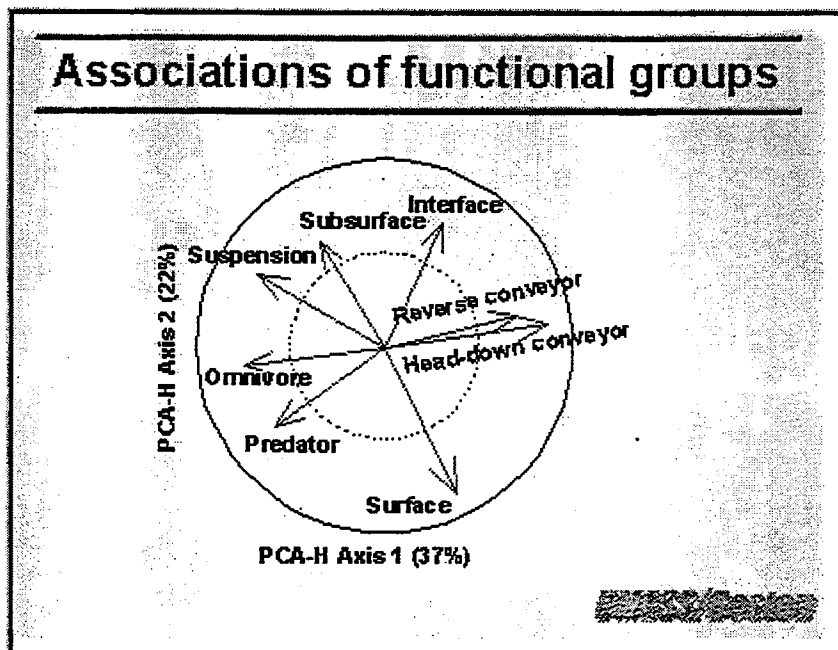 Associations of functional groups
Interface
Subsurface
Suspension
Reverse conveyor
Head-down conveyor
Omnivore
Predator
Surface
PCA-H Axis 2 (22%)
PCA-H Axis 1 (37%)